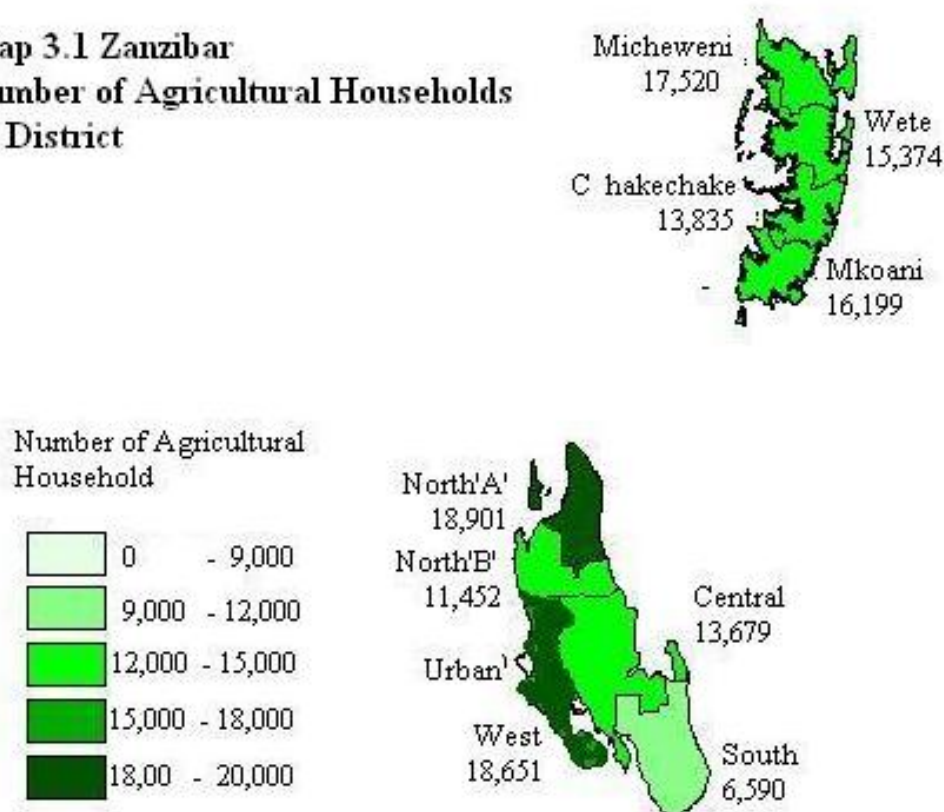 ap 3.1 Zanzibar
umber of Agricultural Households
District
Micheweni
17,520
Wete
15,374
C hakechake
13,835
Mkoani
16,199
Number of Agricultural
Household
0 - 9,000
9,000 - 12,000
12,000 - 15,000
15,000 - 18,000
18,00 - 20,000
North'A'
18,901
North'B'
11,452
Central
13,679
Urban'
West
18,651
South
6,590